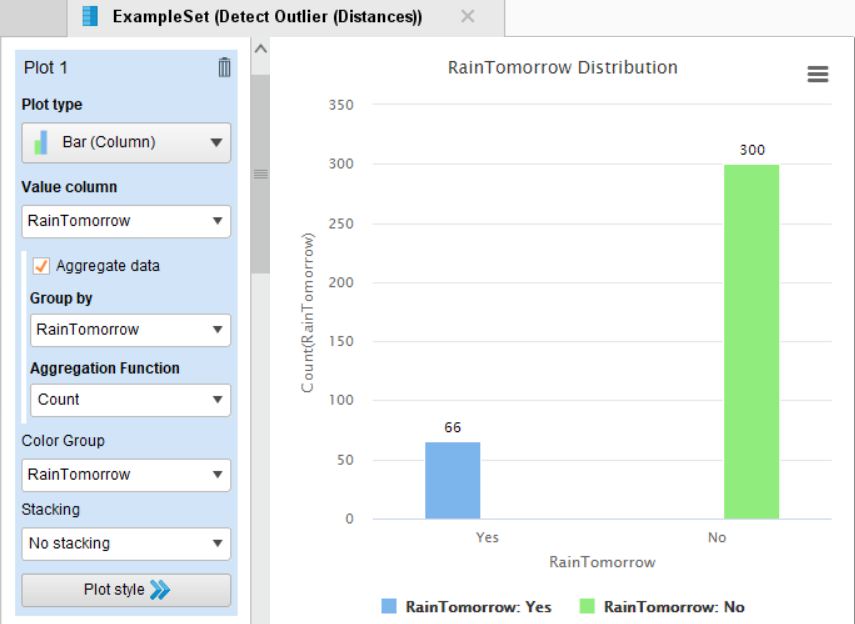 ExampleSet (Detect Outlier (Distances))
Plot 1
Plot type
Bar (Column)
Value column
RainTomorrow
Aggregate data
Group by
RainTomorrow
Aggregation Function
Count
Color Group
RainTomorrow
Stacking
No stacking
Plot style
RainTomorrow Distribution
Count(RainTomorrow)
350
300
250
200
150
100
50
0
66
300
Yes
No
RainTomorrow
RainTomorrow: Yes
RainTomorrow: No